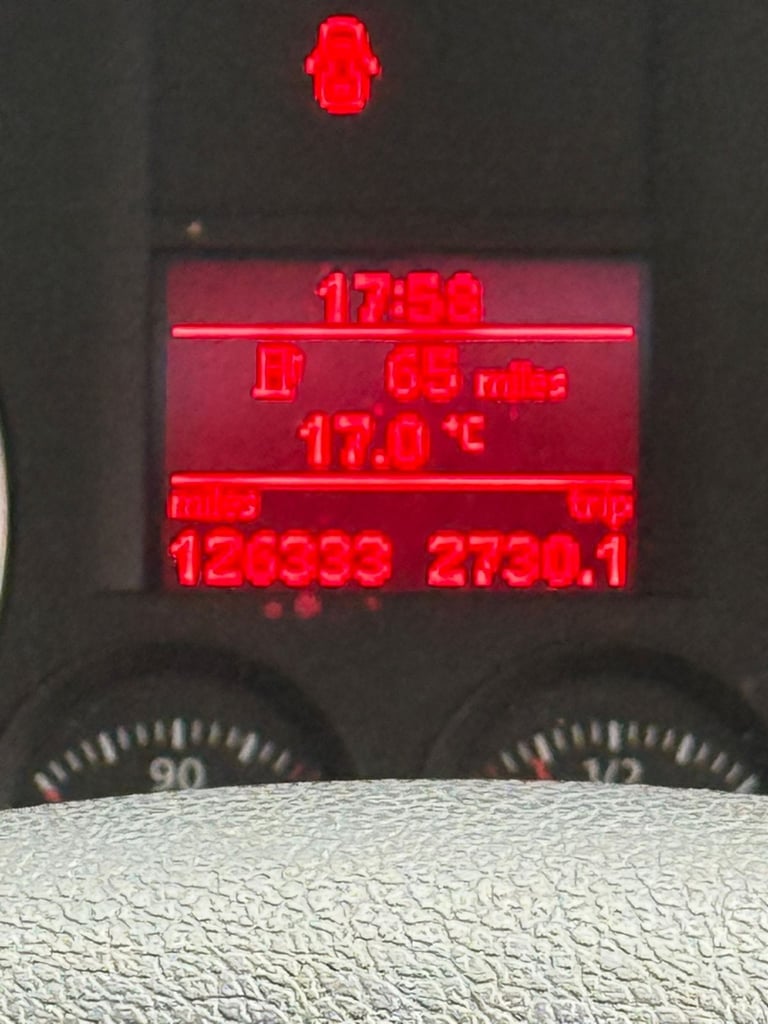 17:58
65 miles
17.0 °C
miles trip
126333 2730.1
90 1/2